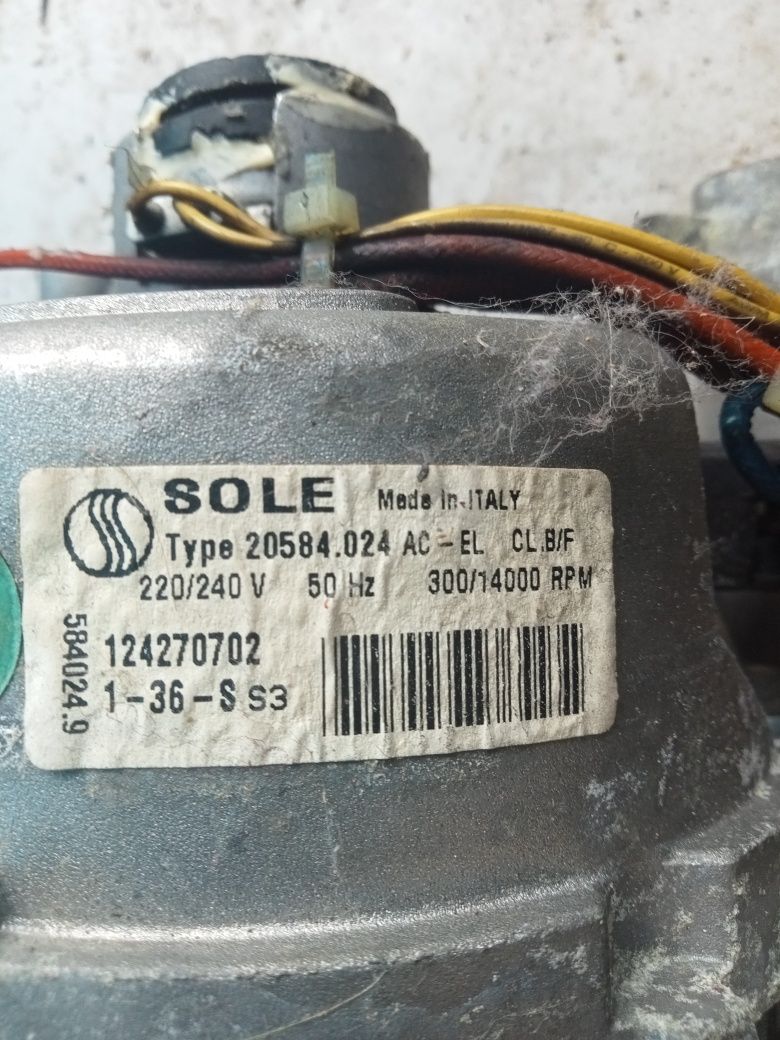 SOLE Made In ITALY
Type 20584.024 AC-EL CL.B/F
220/240 V 50 Hz 300/14000 RPM
584024.9
124270702
1-36-S S3